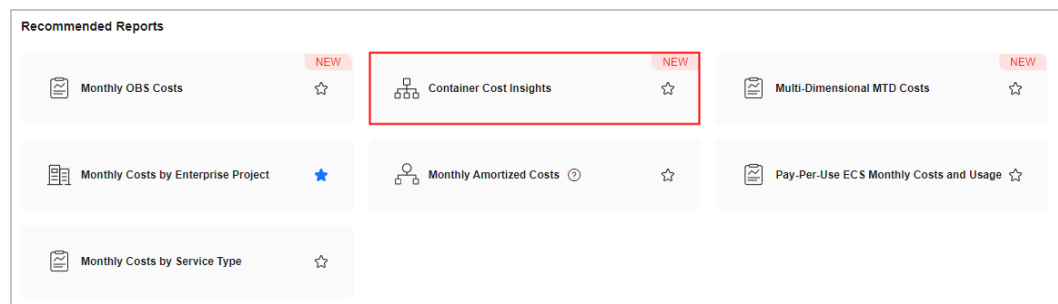 Recommended Reports
NEW
Monthly OBS Costs
NEW
Container Cost Insights
NEW
Multi-Dimensional MTD Costs
Monthly Costs by Enterprise Project
Monthly Amortized Costs ?
Pay-Per-Use ECS Monthly Costs and Usage
Monthly Costs by Service Type